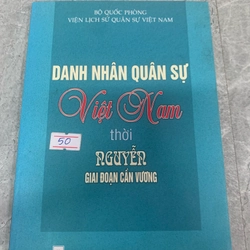 BỘ QUỐC PHÒNG
VIỆN LỊCH SỬ QUÂN SỰ VIỆT NAM
DANH NHÂN QUÂN SỰ
Việt Nam
thời
50
NGUYỄN
GIAI ĐOẠN CẦN VƯƠNG